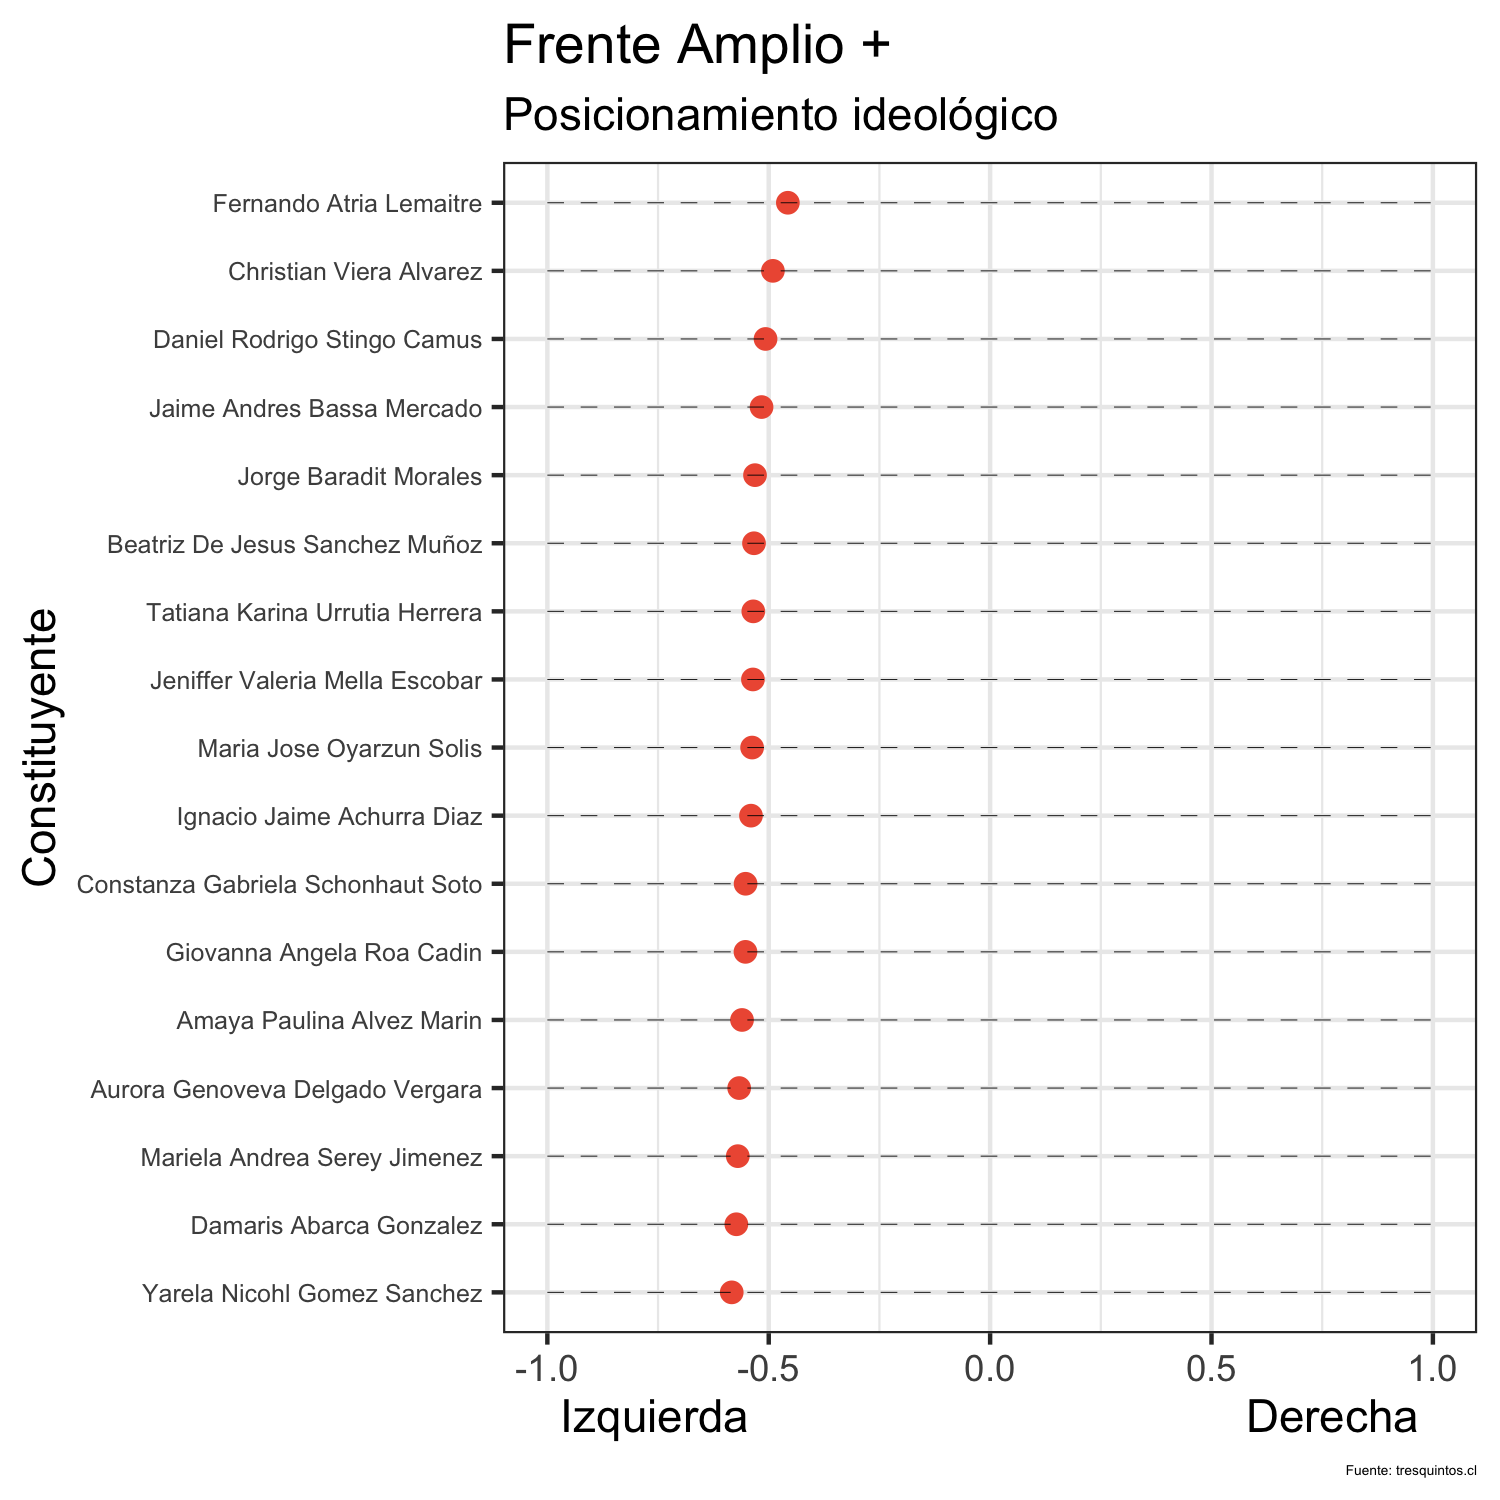 Frente Amplio +
Posicionamiento ideológico
Constituyente
Fernando Atria Lemaitre
Christian Viera Alvarez
Daniel Rodrigo Stingo Camus
Jaime Andres Bassa Mercado
Jorge Baradit Morales
Beatriz De Jesus Sanchez Muñoz
Tatiana Karina Urrutia Herrera
Jeniffer Valeria Mella Escobar
Maria Jose Oyarzun Solis
Ignacio Jaime Achurra Diaz
Constanza Gabriela Schonhaut Soto
Giovanna Angela Roa Cadin
Amaya Paulina Alvez Marin
Aurora Genoveva Delgado Vergara
Mariela Andrea Serey Jimenez
Damaris Abarca Gonzalez
Yarela Nicohl Gomez Sanchez
-1.0 -0.5 0.0 0.5 1.0
Izquierda Derecha
Fuente: tresquintos.cl